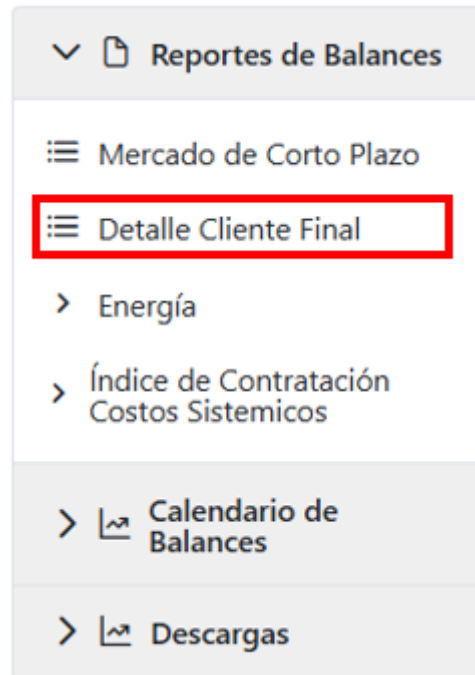 Reportes de Balances
Mercado de Corto Plazo
Detalle Cliente Final
Energía
Índice de Contratación
Costos Sistemicos
Calendario de
Balances
Descargas